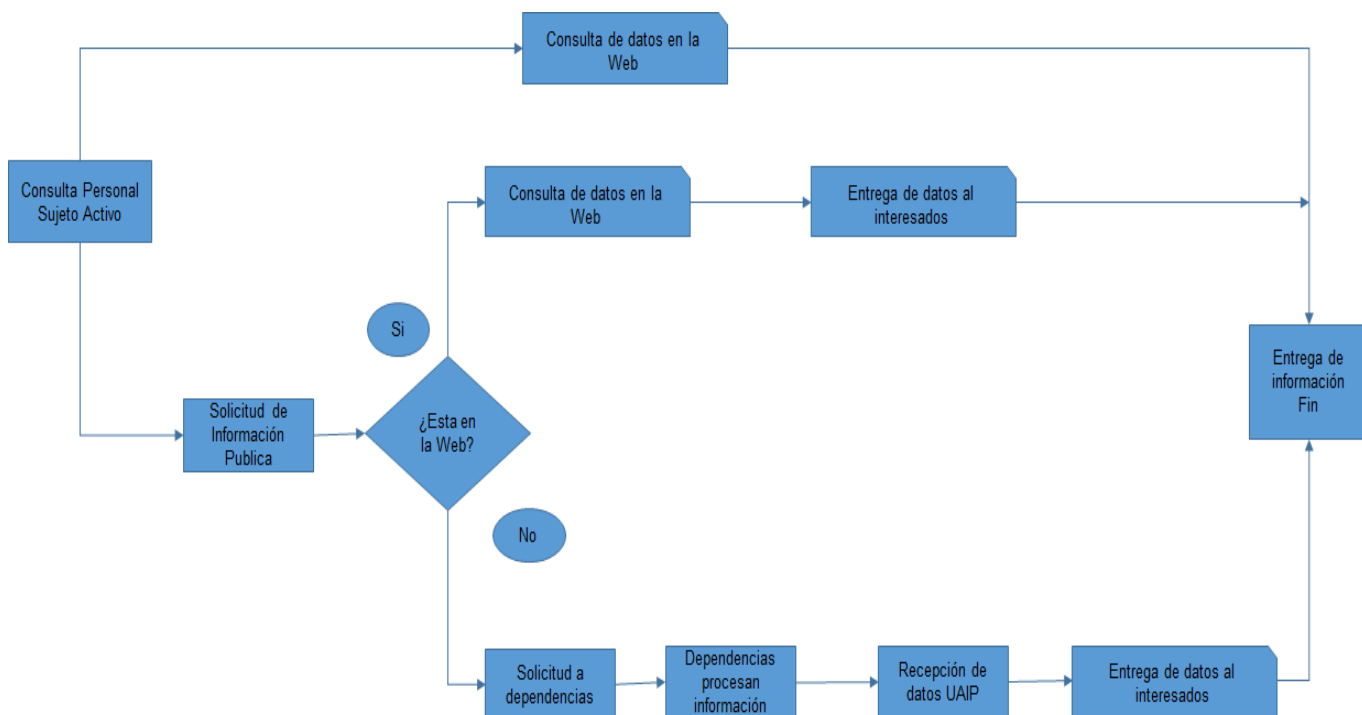 Consulta de datos en la
Web
Consulta Personal
Sujeto Activo
Consulta de datos en la
Web
Entrega de datos al
interesados
Si
Solicitud de
Información
Publica
¿Esta en
la Web?
Entrega de
información
Fin
No
Solicitud a
dependencias
Dependencias
procesan
información
Recepción de
datos UAIP
Entrega de datos al
interesados